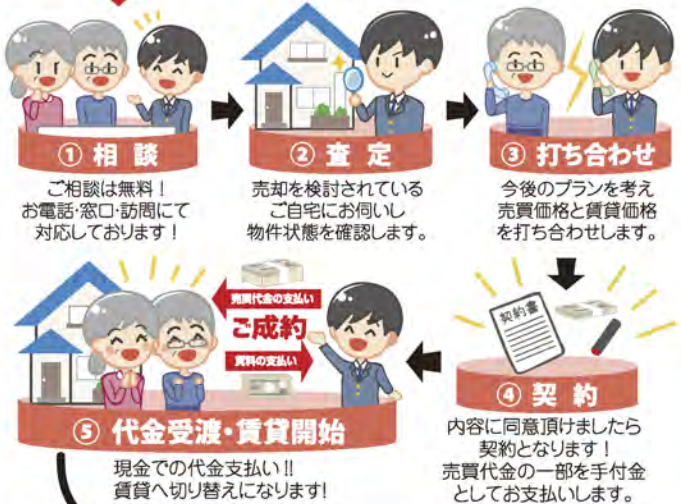 ① 相談
ご相談は無料！
お電話・窓口・訪問にて
対応しております！
② 査定
売却を検討されている
ご自宅にお伺いし
物件状態を確認します。
③ 打ち合わせ
今後のプランを考え
売買価格と賃貸価格
を打ち合わせします。
契約書
④ 契約
内容に同意頂けましたら
契約となります！
売買代金の一部を手付金
としてお支払いします。
売買代金の支払い
ご成約
賃料の支払い
⑤ 代金受渡・賃貸開始
現金での代金支払い!!
賃貸へ切り替えになります!